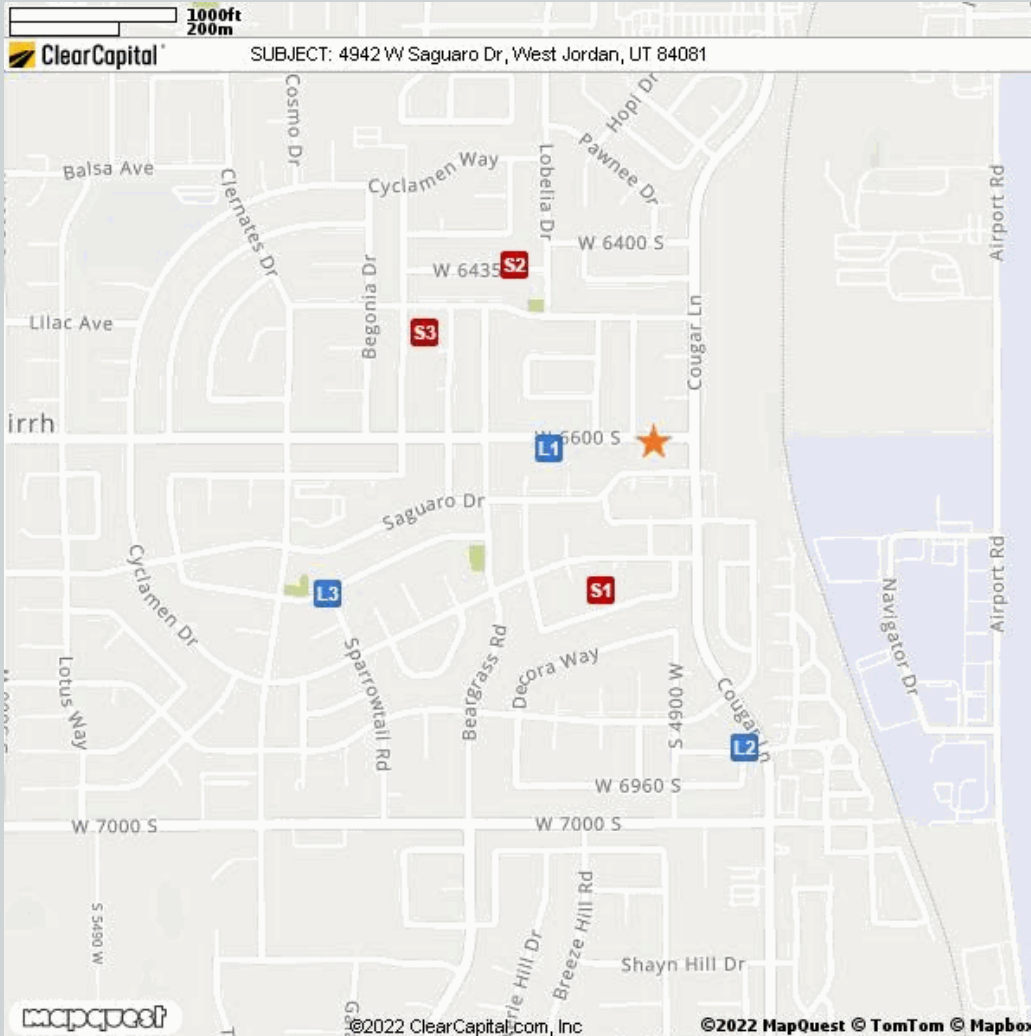 1000ft
200m
ClearCapital
SUBJECT: 4942 W Saguaro Dr, West Jordan, UT 84081
Cosmo Dr
Hopi Dr
Balsa Ave
Clernates Dr
Cyclamen Way
Lobelia Dr
Pawnee Dr
Airport Rd
W 6400 S
W 6435
S2
Begonia Dr
Lilac Ave
S3
Cougar Ln
irrh
W 6600 S
L1
Saguaro Dr
Cyclamen Dr
L3
S1
Navigator Dr
Airport Rd
Lotus Way
Sparrowtail Rd
Beargrass Rd
Decora Way
S 4900 W
Cougar Ln
L2
W 6960 S
W 7000 S
W 7000 S
S 5490 W
Breeze Hill Rd
Hill Dr
Shayn Hill Dr
mapquest
©2022 ClearCapital.com, Inc
©2022 MapQuest © TomTom © Mapbox